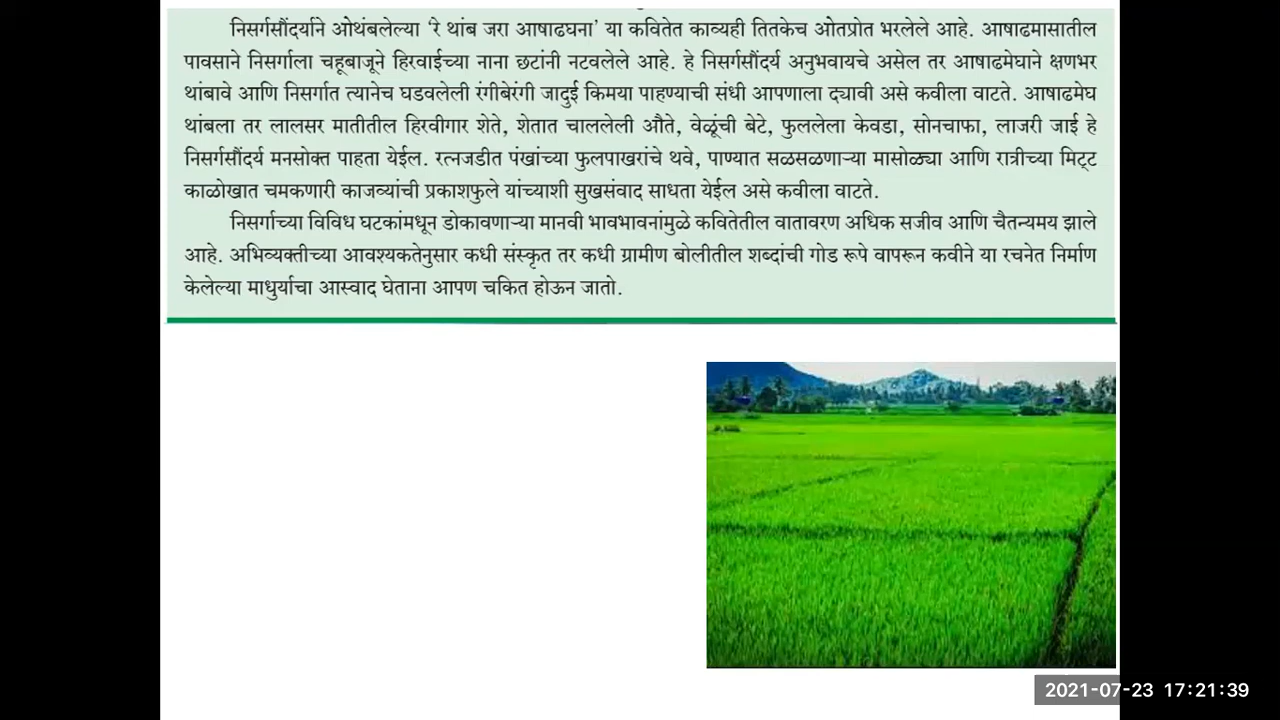 निसर्गसौंदर्याने ओथंबलेल्या ‘रे थांब जरा आषाढघना’ या कवितेत काव्यही तितकेच ओतप्रोत भरलेले आहे. आषाढमासातील
पावसाने निसर्गाला चहूबाजूने हिरवाईच्या नाना छटांनी नटवलेले आहे. हे निसर्गसौंदर्य अनुभवायचे असेल तर आषाढमेघाने क्षणभर
थांबावे आणि निसर्गात त्यानेच घडवलेली रंगीबेरंगी जादुई किमया पाहण्याची संधी आपणाला द्यावी असे कवीला वाटते. आषाढमेघ
थांबला तर लालसर मातीतील हिरवीगार शेते, शेतात चाललेली औते, वेळूंची बेटे, फुललेला केवडा, सोनचाफा, लाजरी जाई हे
निसर्गसौंदर्य मनसोक्त पाहता येईल. रत्नजडीत पंखांच्या फुलपाखरांचे थवे, पाण्यात सळसळणाऱ्या मासोळ्या आणि रात्रीच्या मिट्ट
काळोखात चमकणारी काजव्यांची प्रकाशफुले यांच्याशी सुखसंवाद साधता येईल असे कवीला वाटते.
निसर्गाच्या विविध घटकांमधून डोकावणाऱ्या मानवी भावभावनांमुळे कवितेतील वातावरण अधिक सजीव आणि चैतन्यमय झाले
आहे. अभिव्यक्तीच्या आवश्यकतेनुसार कधी संस्कृत तर कधी ग्रामीण बोलीतील शब्दांची गोड रूपे वापरून कवीने या रचनेत निर्माण
केलेल्या माधुर्याचा आस्वाद घेताना आपण चकित होऊन जातो.
2021-07-23 17:21:39